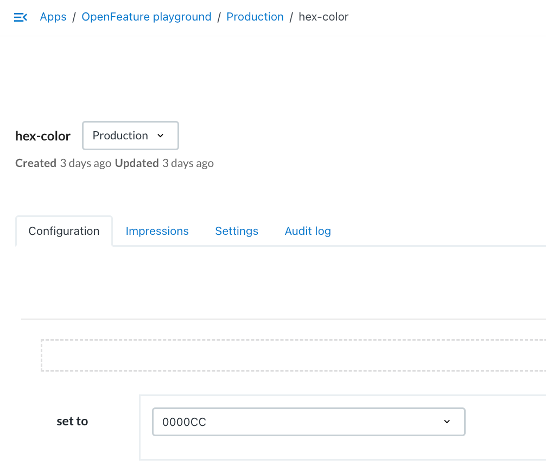 Apps / OpenFeature playground / Production / hex-color
hex-color Production
Created 3 days ago Updated 3 days ago
Configuration Impressions Settings Audit log
set to 0000CC